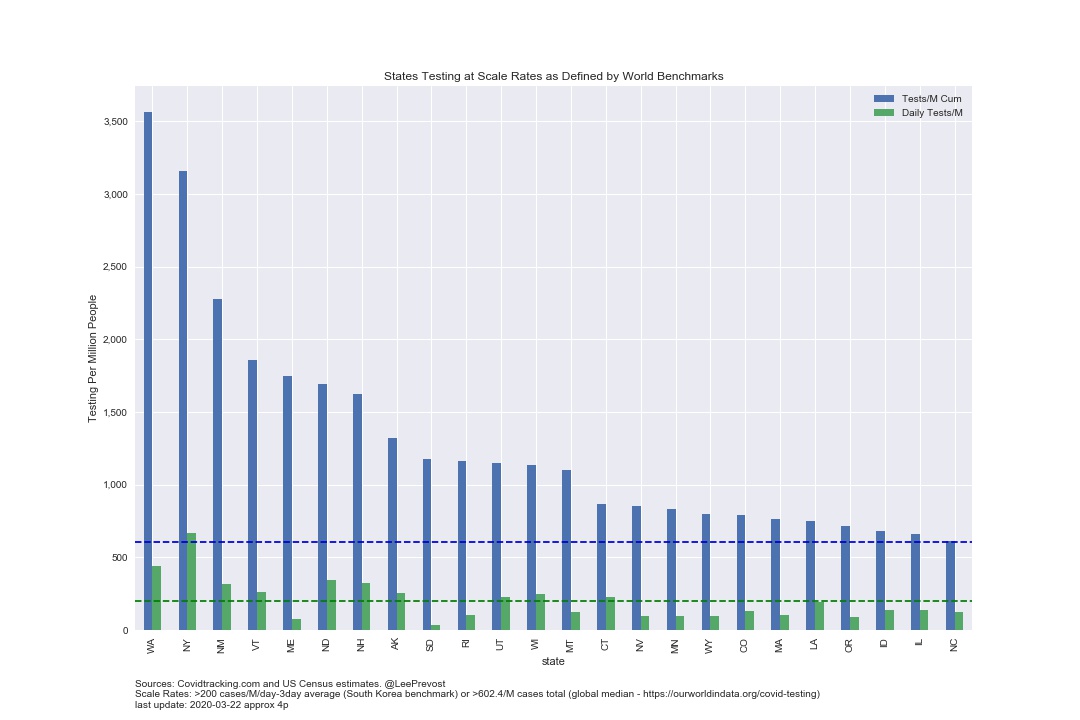 States Testing at Scale Rates as Defined by World Benchmarks
Tests/M Cum
Daily Tests/M
Testing Per Million People
3,500
3,000
2,500
2,000
1,500
1,000
500
0
WA NY NM VT ME ND NH AK SD RI UT WI MT CT NV MN WY CO MA LA OR ID IL NC
state
Sources: Covidtracking.com and US Census estimates. @LeePrevost
Scale Rates: >200 cases/M/day-3day average (South Korea benchmark) or >602.4/M cases total (global median - https://ourworldindata.org/covid-testing)
last update: 2020-03-22 approx 4p